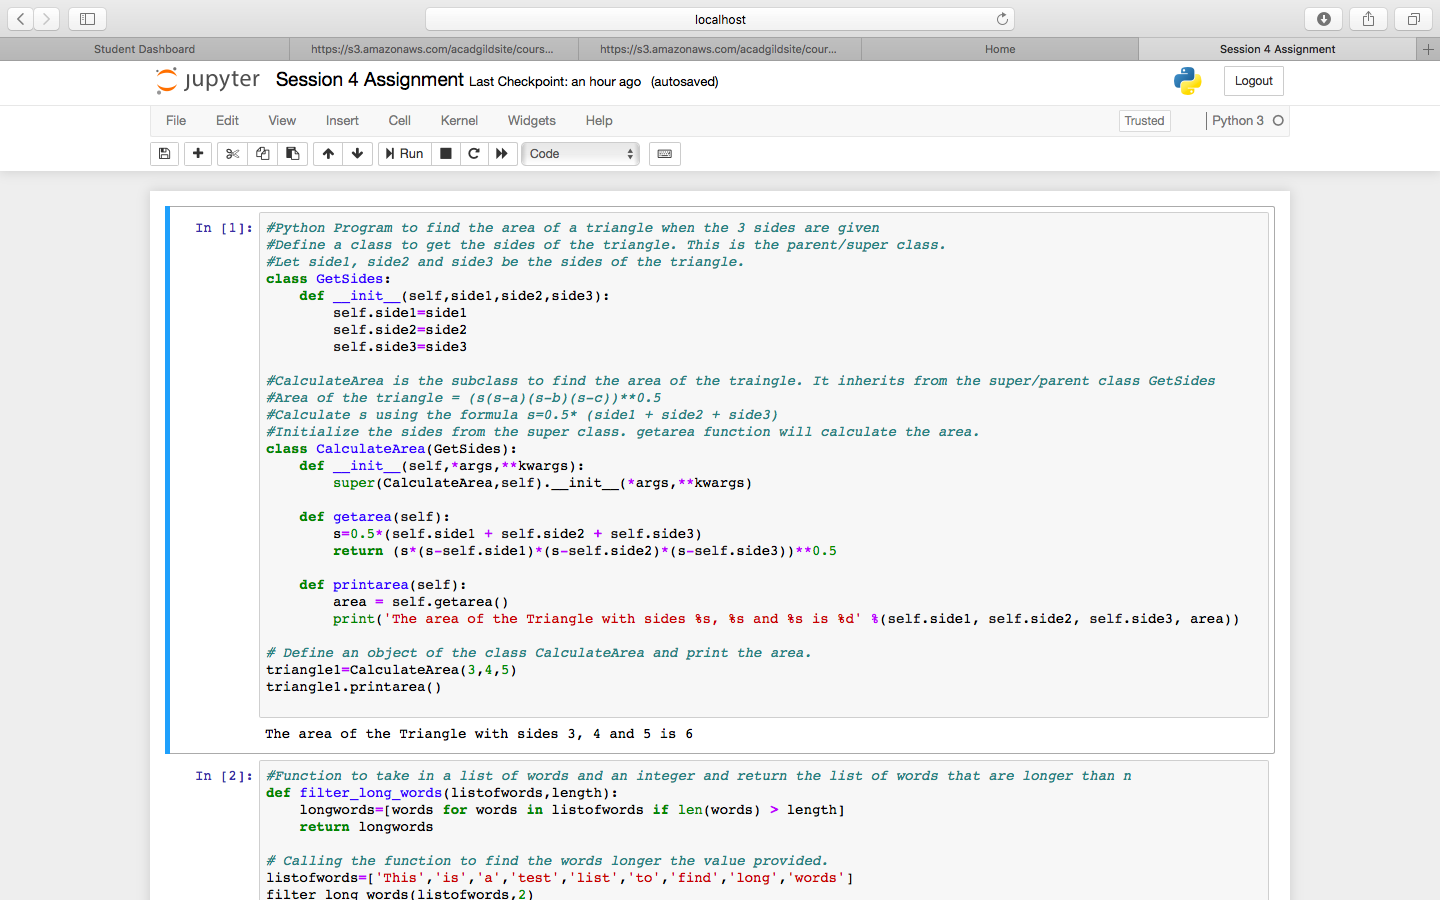 localhost
Student Dashboard
https://s3.amazonaws.com/acadgildsite/cours...
https://s3.amazonaws.com/acadgildsite/cour...
Home
Session 4 Assignment
jupyter Session 4 Assignment Last Checkpoint: an hour ago (autosaved)
Logout
File Edit View Insert Cell Kernel Widgets Help
Trusted
Python 3
Run
Code
In [1]:
#Python Program to find the area of a triangle when the 3 sides are given
#Define a class to get the sides of the triangle. This is the parent/super class.
#Let side1, side2 and side3 be the sides of the triangle.
class GetSides:
    def __init__(self,side1,side2,side3):
        self.side1=side1
        self.side2=side2
        self.side3=side3
#CalculateArea is the subclass to find the area of the traingle. It inherits from the super/parent class GetSides
#Area of the triangle = (s(s-a)(s-b)(s-c))**0.5
#Calculate s using the formula s=0.5* (side1 + side2 + side3)
#Initialize the sides from the super class. getarea function will calculate the area.
class CalculateArea(GetSides):
    def __init__(self,*args,**kwargs):
        super(CalculateArea,self).__init__(*args,**kwargs)
    def getarea(self):
        s=0.5*(self.side1 + self.side2 + self.side3)
        return (s*(s-self.side1)*(s-self.side2)*(s-self.side3))**0.5
    def printarea(self):
        area = self.getarea()
        print('The area of the Triangle with sides %s, %s and %s is %d' %(self.side1, self.side2, self.side3, area))
# Define an object of the class CalculateArea and print the area.
triangle1=CalculateArea(3,4,5)
triangle1.printarea()
The area of the Triangle with sides 3, 4 and 5 is 6
In [2]:
#Function to take in a list of words and an integer and return the list of words that are longer than n
def filter_long_words(listofwords,length):
    longwords=[words for words in listofwords if len(words) > length]
    return longwords
# Calling the function to find the words longer the value provided.
listofwords=['This','is','a','test','list','to','find','long','words']
filter_long_words(listofwords,2)